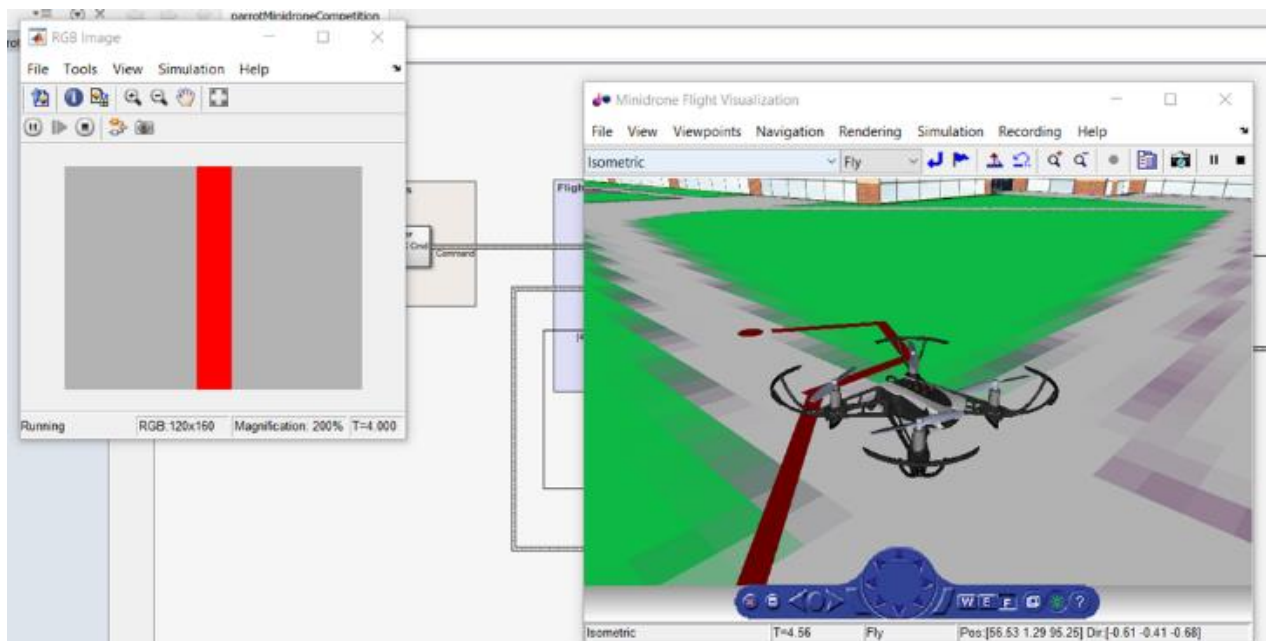 parrotMinidroneCompetition
RGB Image
File Tools View Simulation Help
Running
RGB:120x160 Magnification: 200% T=4.000
Command
Minidrone Flight Visualization
File View Viewpoints Navigation Rendering Simulation Recording Help
Isometric Fly
W E F ?
Isometric T=4.56 Fly Pos:[56.53 1.29 95.25] Dir:[-0.61 -0.41 -0.68]